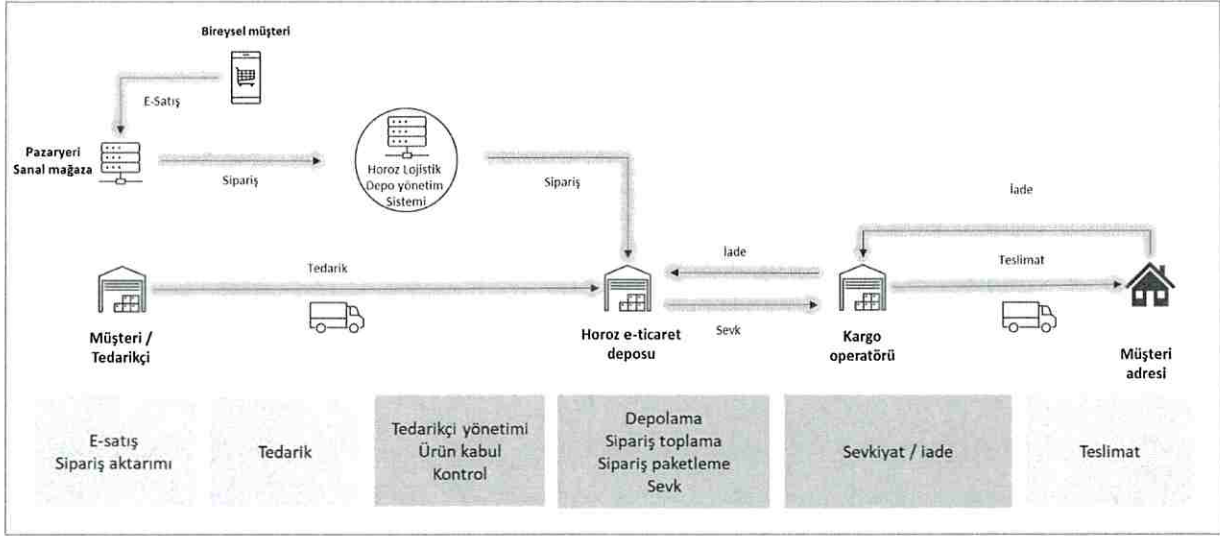 Bireysel müşteri
E-Satış
Pazaryeri
Sanal mağaza
Sipariş
Horoz Lojistik
Depo yönetim
Sistemi
Sipariş
İade
Tedarik
İade
Teslimat
Müşteri /
Tedarikçi
Horoz e-ticaret
deposu
Sevk
Kargo
operatörü
Müşteri
adresi
E-satış
Sipariş aktarımı
Tedarik
Tedarikçi yönetimi
Ürün kabul
Kontrol
Depolama
Sipariş toplama
Sipariş paketleme
Sevk
Sevkiyat / iade
Teslimat